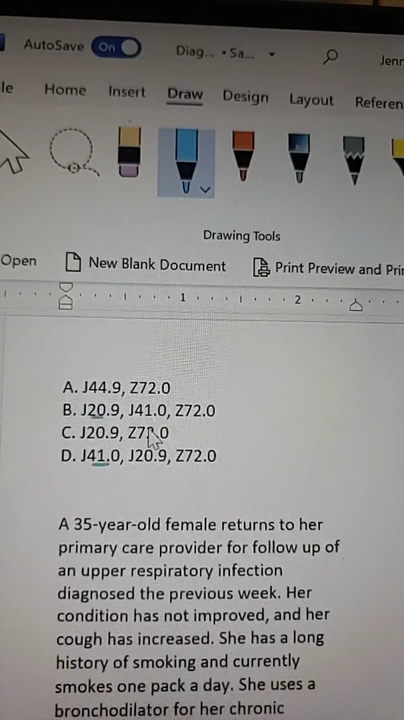 AutoSave On Diag... • Sa... Jenn
le Home Insert Draw Design Layout Referen
Drawing Tools
Open New Blank Document Print Preview and Prin
1 2
A. J44.9, Z72.0
B. J20.9, J41.0, Z72.0
C. J20.9, Z72.0
D. J41.0, J20.9, Z72.0
A 35-year-old female returns to her
primary care provider for follow up of
an upper respiratory infection
diagnosed the previous week. Her
condition has not improved, and her
cough has increased. She has a long
history of smoking and currently
smokes one pack a day. She uses a
bronchodilator for her chronic